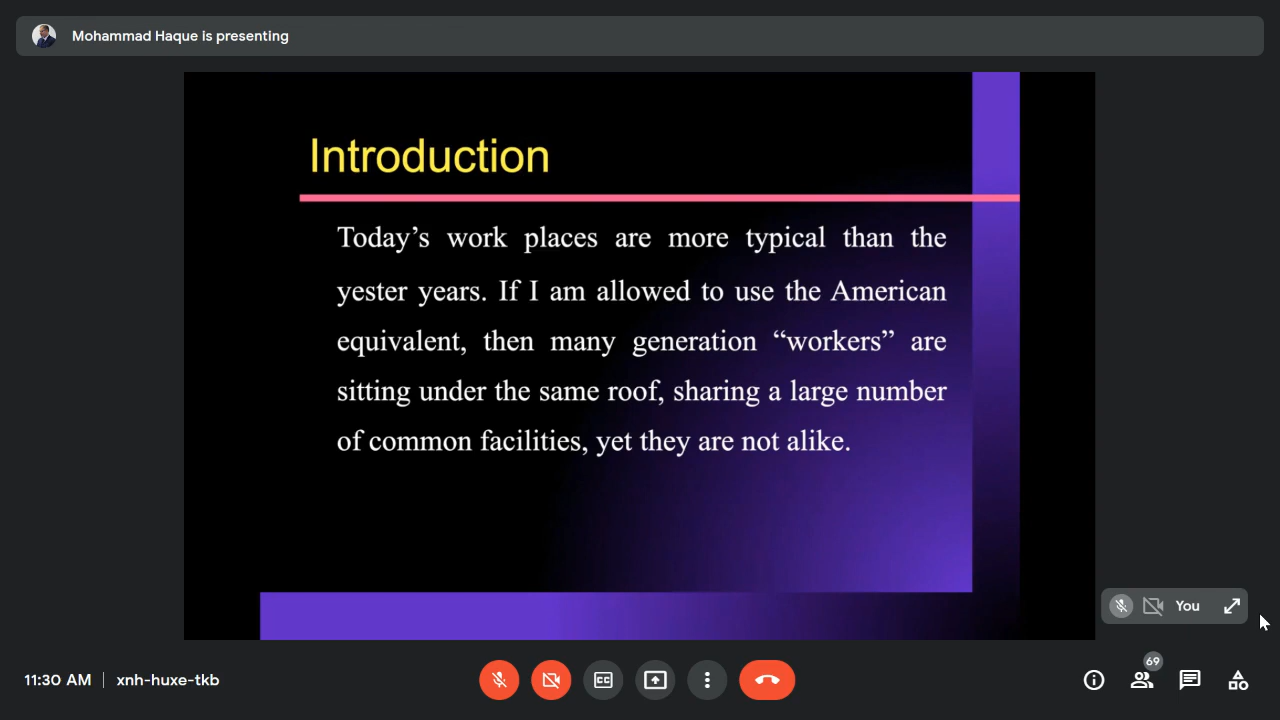 Mohammad Haque is presenting
Introduction
Today’s work places are more typical than the
yester years. If I am allowed to use the American
equivalent, then many generation “workers” are
sitting under the same roof, sharing a large number
of common facilities, yet they are not alike.
You
11:30 AM | xnh-huxe-tkb
CC
69